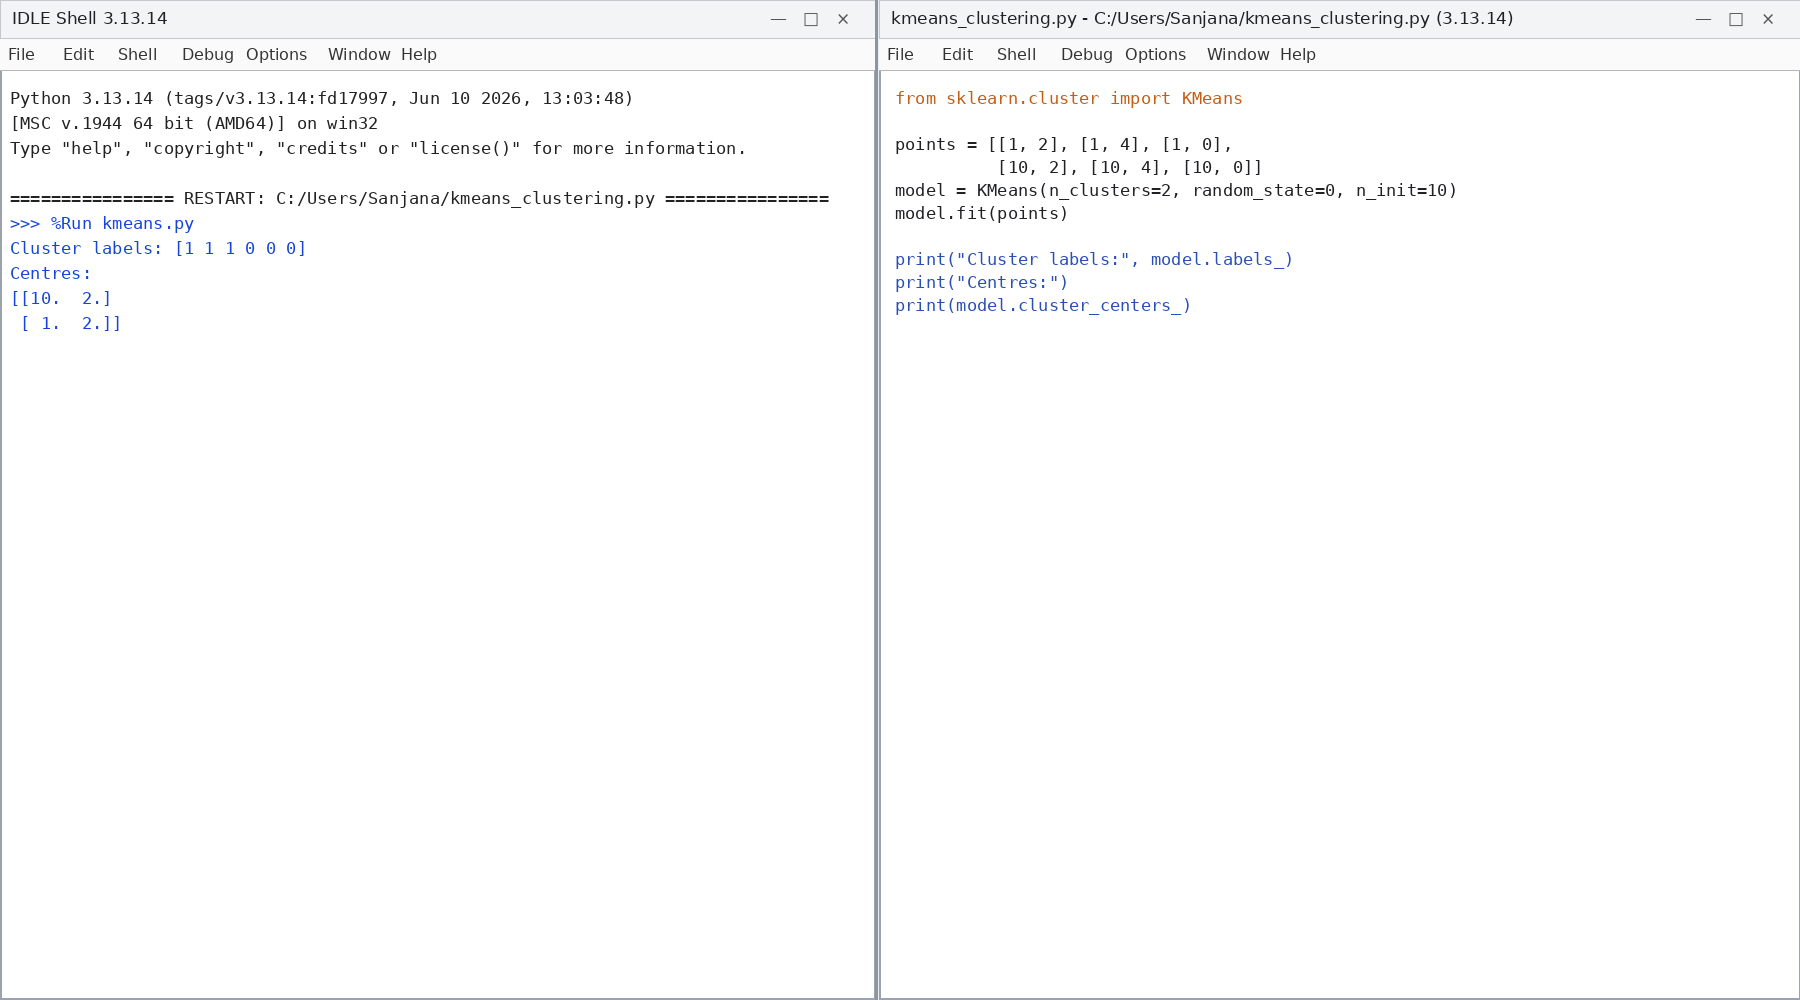 IDLE Shell 3.13.14
— □ ×
File Edit Shell Debug Options Window Help
Python 3.13.14 (tags/v3.13.14:fd17997, Jun 10 2026, 13:03:48)
[MSC v.1944 64 bit (AMD64)] on win32
Type "help", "copyright", "credits" or "license()" for more information.
================ RESTART: C:/Users/Sanjana/kmeans_clustering.py ================
>>> %Run kmeans.py
Cluster labels: [1 1 1 0 0 0]
Centres:
[[10.  2.]
 [ 1.  2.]]
kmeans_clustering.py - C:/Users/Sanjana/kmeans_clustering.py (3.13.14)
— □ ×
File Edit Shell Debug Options Window Help
from sklearn.cluster import KMeans
points = [[1, 2], [1, 4], [1, 0],
          [10, 2], [10, 4], [10, 0]]
model = KMeans(n_clusters=2, random_state=0, n_init=10)
model.fit(points)
print("Cluster labels:", model.labels_)
print("Centres:")
print(model.cluster_centers_)